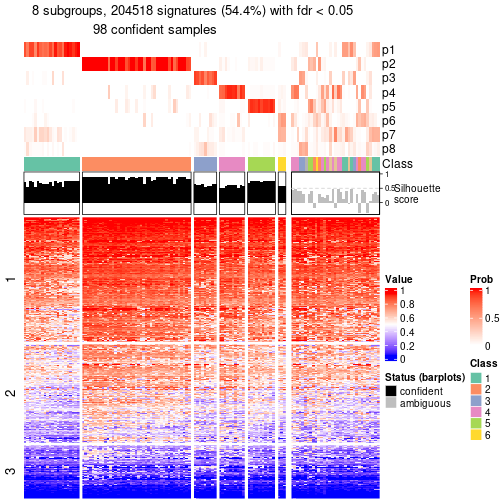 8 subgroups, 204518 signatures (54.4%) with fdr < 0.05
98 confident samples
p1
p2
p3
p4
p5
p6
p7
p8
Class
1
0.5
0
Silhouette
score
1
2
3
Value
1
0.8
0.6
0.4
0.2
0
Prob
1
0.5
0
Status (barplots)
confident
ambiguous
Class
1
2
3
4
5
6